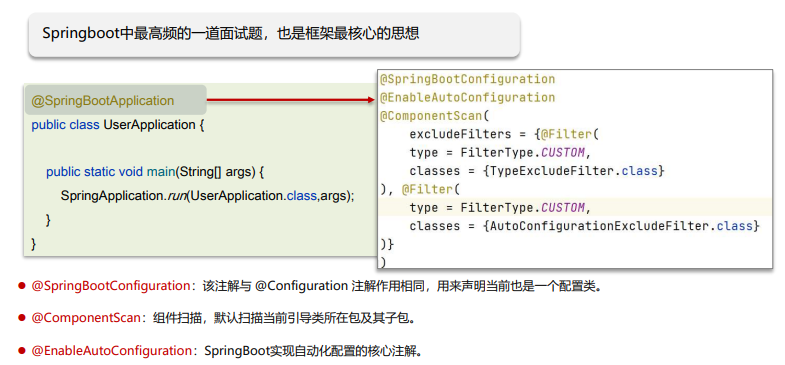 Springboot中最高频的一道面试题，也是框架最核心的思想
@SpringBootApplication
public class UserApplication {
public static void main(String[] args) {
SpringApplication.run(UserApplication.class,args);
}
}
@SpringBootConfiguration
@EnableAutoConfiguration
@ComponentScan(
excludeFilters = {@Filter(
type = FilterType.CUSTOM,
classes = {TypeExcludeFilter.class}
), @Filter(
type = FilterType.CUSTOM,
classes = {AutoConfigurationExcludeFilter.class}
)}
)
@SpringBootConfiguration：该注解与 @Configuration 注解作用相同，用来声明当前也是一个配置类。
@ComponentScan：组件扫描，默认扫描当前引导类所在包及其子包。
@EnableAutoConfiguration：SpringBoot实现自动化配置的核心注解。